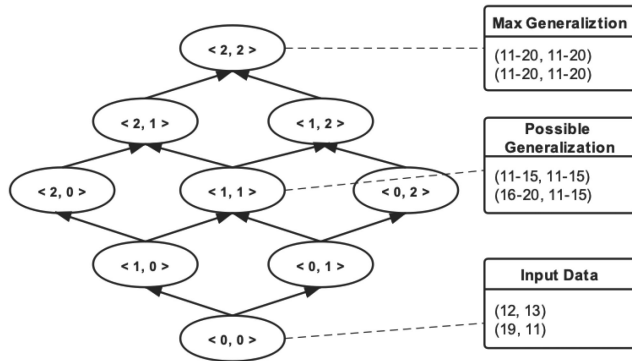 Max Generaliztion
< 2, 2 >
(11-20, 11-20)
(11-20, 11-20)
< 2, 1 >
< 1, 2 >
Possible
Generalization
(11-15, 11-15)
(16-20, 11-15)
< 2, 0 >
< 1, 1 >
< 0, 2 >
< 1, 0 >
< 0, 1 >
Input Data
(12, 13)
(19, 11)
< 0, 0 >